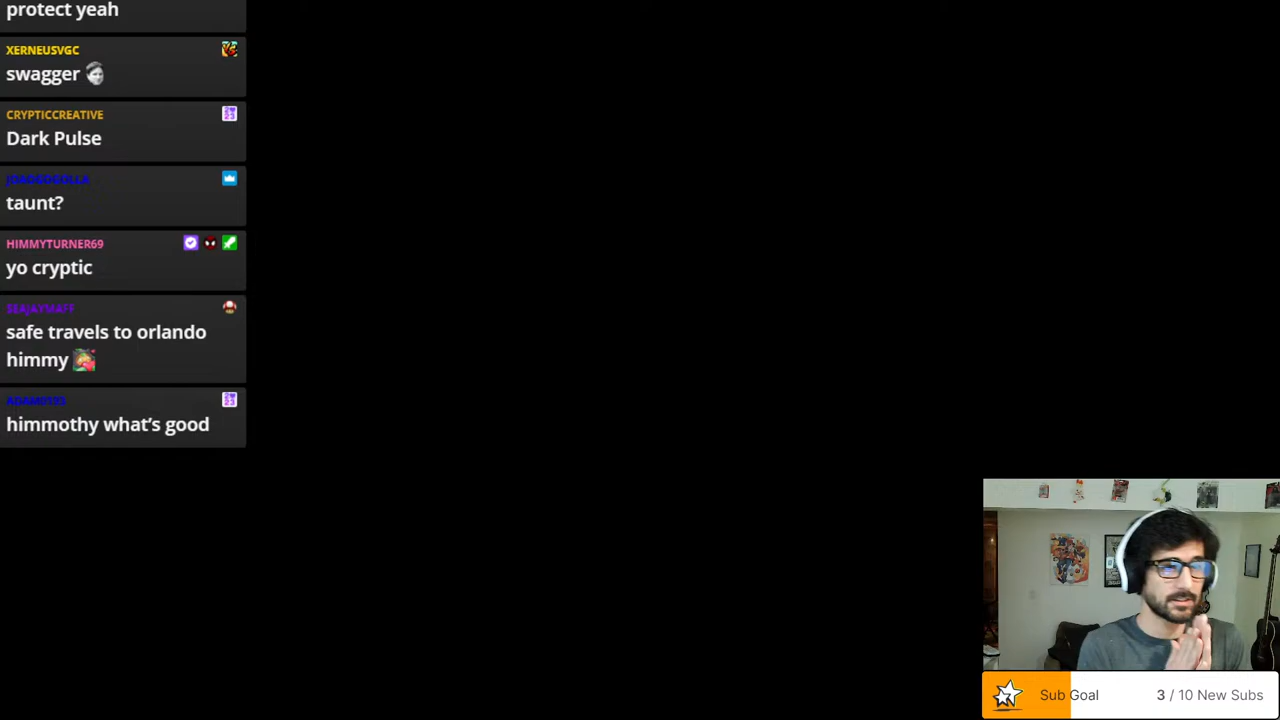 protect yeah
XERNEUSVGC
swagger
CRYPTICCREATIVE
Dark Pulse
taunt?
HIMMYTURNER69
yo cryptic
SEAJAYMAFF
safe travels to orlando
himmy
himmothy what's good
Sub Goal 3 / 10 New Subs